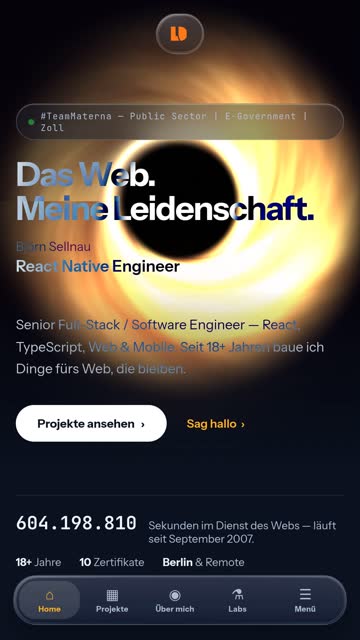 #TeamMaterna — Public Sector | E-Government |
Zoll
Das Web.
Meine Leidenschaft.
Björn Sellnau
React Native Engineer
Senior Full-Stack / Software Engineer — React,
TypeScript, Web & Mobile. Seit 18+ Jahren baue ich
Dinge fürs Web, die bleiben.
Projekte ansehen ›
Sag hallo ›
604.198.810 Sekunden im Dienst des Webs — läuft
seit September 2007.
18+ Jahre 10 Zertifikate Berlin & Remote
Home Projekte Über mich Labs Menü